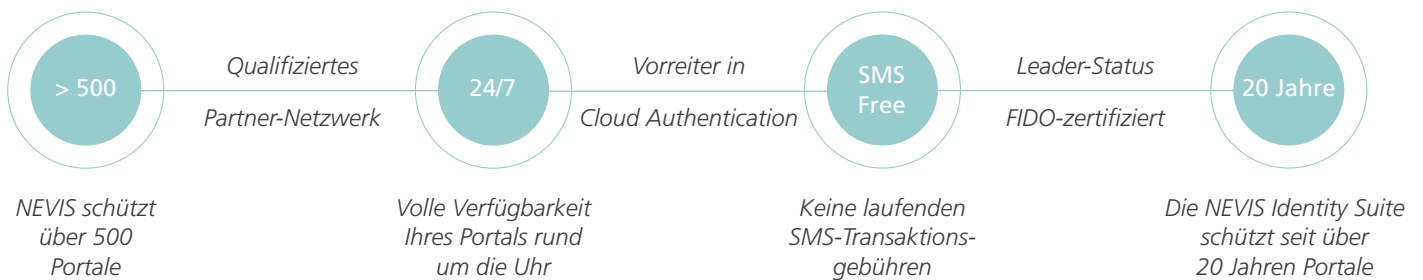 > 500
Qualifiziertes
Partner-Netzwerk
24/7
Vorreiter in
Cloud Authentication
SMS
Free
Leader-Status
FIDO-zertifiziert
20 Jahre
NEVIS schützt
über 500
Portale
Volle Verfügbarkeit
Ihres Portals rund
um die Uhr
Keine laufenden
SMS-Transaktions-
gebühren
Die NEVIS Identity Suite
schützt seit über
20 Jahren Portale